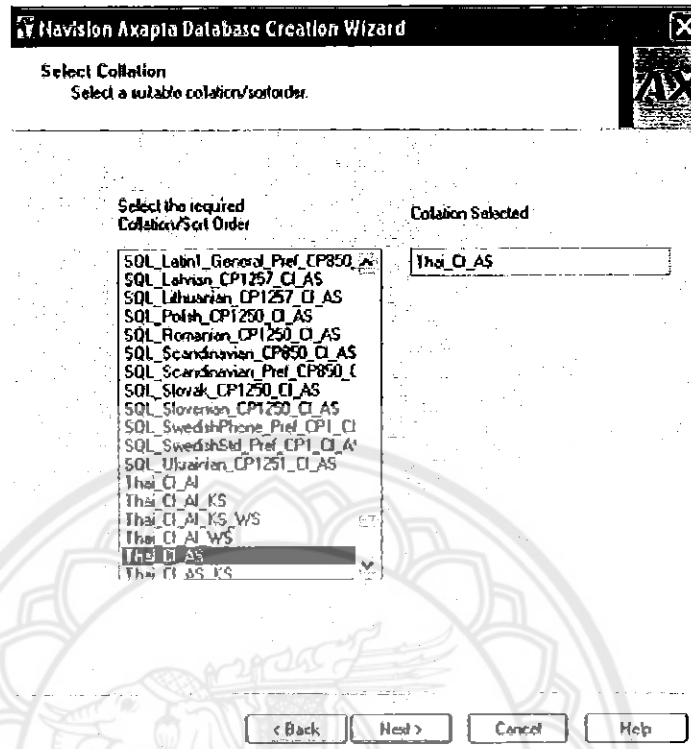 Navision Axapta Database Creation Wizard
Select Collation
Select a suitable collation/sortorder.
AX
Select the required
Collation/Sort Order
Collation Selected
SQL_Latin1_General_Pref_CP850_
SQL_Latvian_CP1257_CI_AS
SQL_Lithuanian_CP1257_CI_AS
SQL_Polish_CP1250_CI_AS
SQL_Romanian_CP1250_CI_AS
SQL_Scandinavian_CP850_CI_AS
SQL_Scandinavian_Pref_CP850_C
SQL_Slovak_CP1250_CI_AS
SQL_Slovenian_CP1250_CI_AS
SQL_SwedishPhone_Pref_CP1_CI
SQL_SwedishStd_Pref_CP1_CI_A
SQL_Ukrainian_CP1251_CI_AS
Thai_CI_AI
Thai_CI_AI_KS
Thai_CI_AI_KS_WS
Thai_CI_AI_WS
Thai_CI_AS
Thai_CI_AS_KS
Thai_CI_AS
< Back
Next >
Cancel
Help